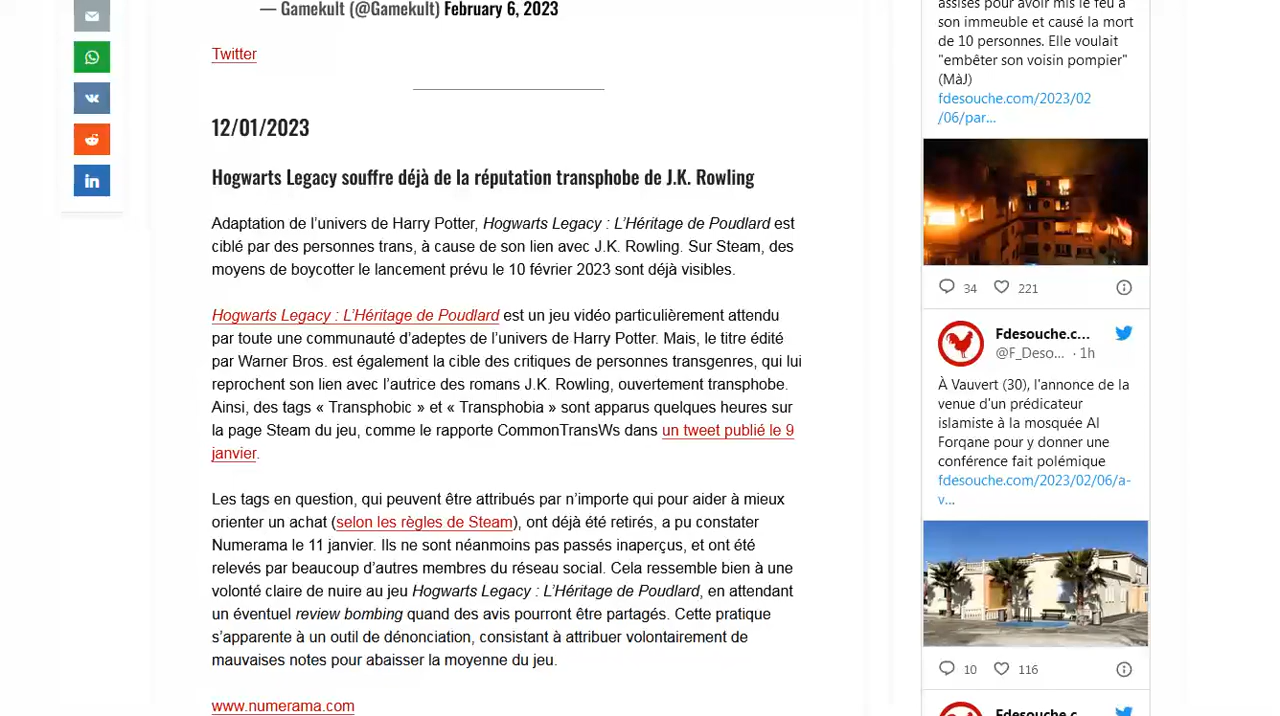 — Gamekult (@Gamekult) February 6, 2023
Twitter
12/01/2023
Hogwarts Legacy souffre déjà de la réputation transphobe de J.K. Rowling
Adaptation de l’univers de Harry Potter, Hogwarts Legacy : L’Héritage de Poudlard est
ciblé par des personnes trans, à cause de son lien avec J.K. Rowling. Sur Steam, des
moyens de boycotter le lancement prévu le 10 février 2023 sont déjà visibles.
Hogwarts Legacy : L’Héritage de Poudlard est un jeu vidéo particulièrement attendu
par toute une communauté d’adeptes de l’univers de Harry Potter. Mais, le titre édité
par Warner Bros. est également la cible des critiques de personnes transgenres, qui lui
reprochent son lien avec l’autrice des romans J.K. Rowling, ouvertement transphobe.
Ainsi, des tags « Transphobic » et « Transphobia » sont apparus quelques heures sur
la page Steam du jeu, comme le rapporte CommonTransWs dans un tweet publié le 9
janvier.
Les tags en question, qui peuvent être attribués par n’importe qui pour aider à mieux
orienter un achat (selon les règles de Steam), ont déjà été retirés, a pu constater
Numerama le 11 janvier. Ils ne sont néanmoins pas passés inaperçus, et ont été
relevés par beaucoup d’autres membres du réseau social. Cela ressemble bien à une
volonté claire de nuire au jeu Hogwarts Legacy : L’Héritage de Poudlard, en attendant
un éventuel review bombing quand des avis pourront être partagés. Cette pratique
s’apparente à un outil de dénonciation, consistant à attribuer volontairement de
mauvaises notes pour abaisser la moyenne du jeu.
www.numerama.com
assises pour avoir mis le feu à
son immeuble et causé la mort
de 10 personnes. Elle voulait
"embêter son voisin pompier"
(MàJ)
fdesouche.com/2023/02
/06/par...
34 221
Fdesouche.c...
@F_Deso... · 1h
À Vauvert (30), l'annonce de la
venue d'un prédicateur
islamiste à la mosquée Al
Forqane pour y donner une
conférence fait polémique
fdesouche.com/2023/02/06/a-
v...
10 116
Fdesouche.c...